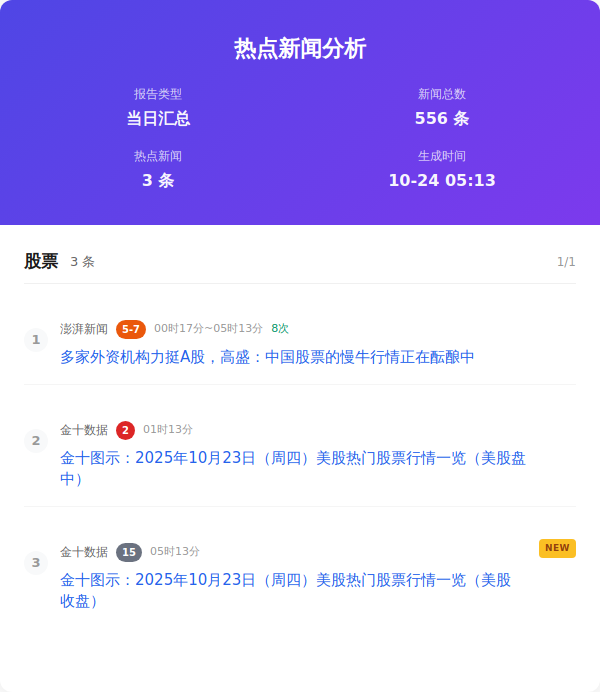 热点新闻分析
报告类型
当日汇总
新闻总数
556 条
热点新闻
3 条
生成时间
10-24 05:13
股票 3 条 1/1
1
澎湃新闻 5-7 00时17分~05时13分 8次
多家外资机构力挺A股，高盛：中国股票的慢牛行情正在酝酿中
2
金十数据 2 01时13分
金十图示：2025年10月23日（周四）美股热门股票行情一览（美股盘
中）
3
金十数据 15 05时13分 NEW
金十图示：2025年10月23日（周四）美股热门股票行情一览（美股
收盘）